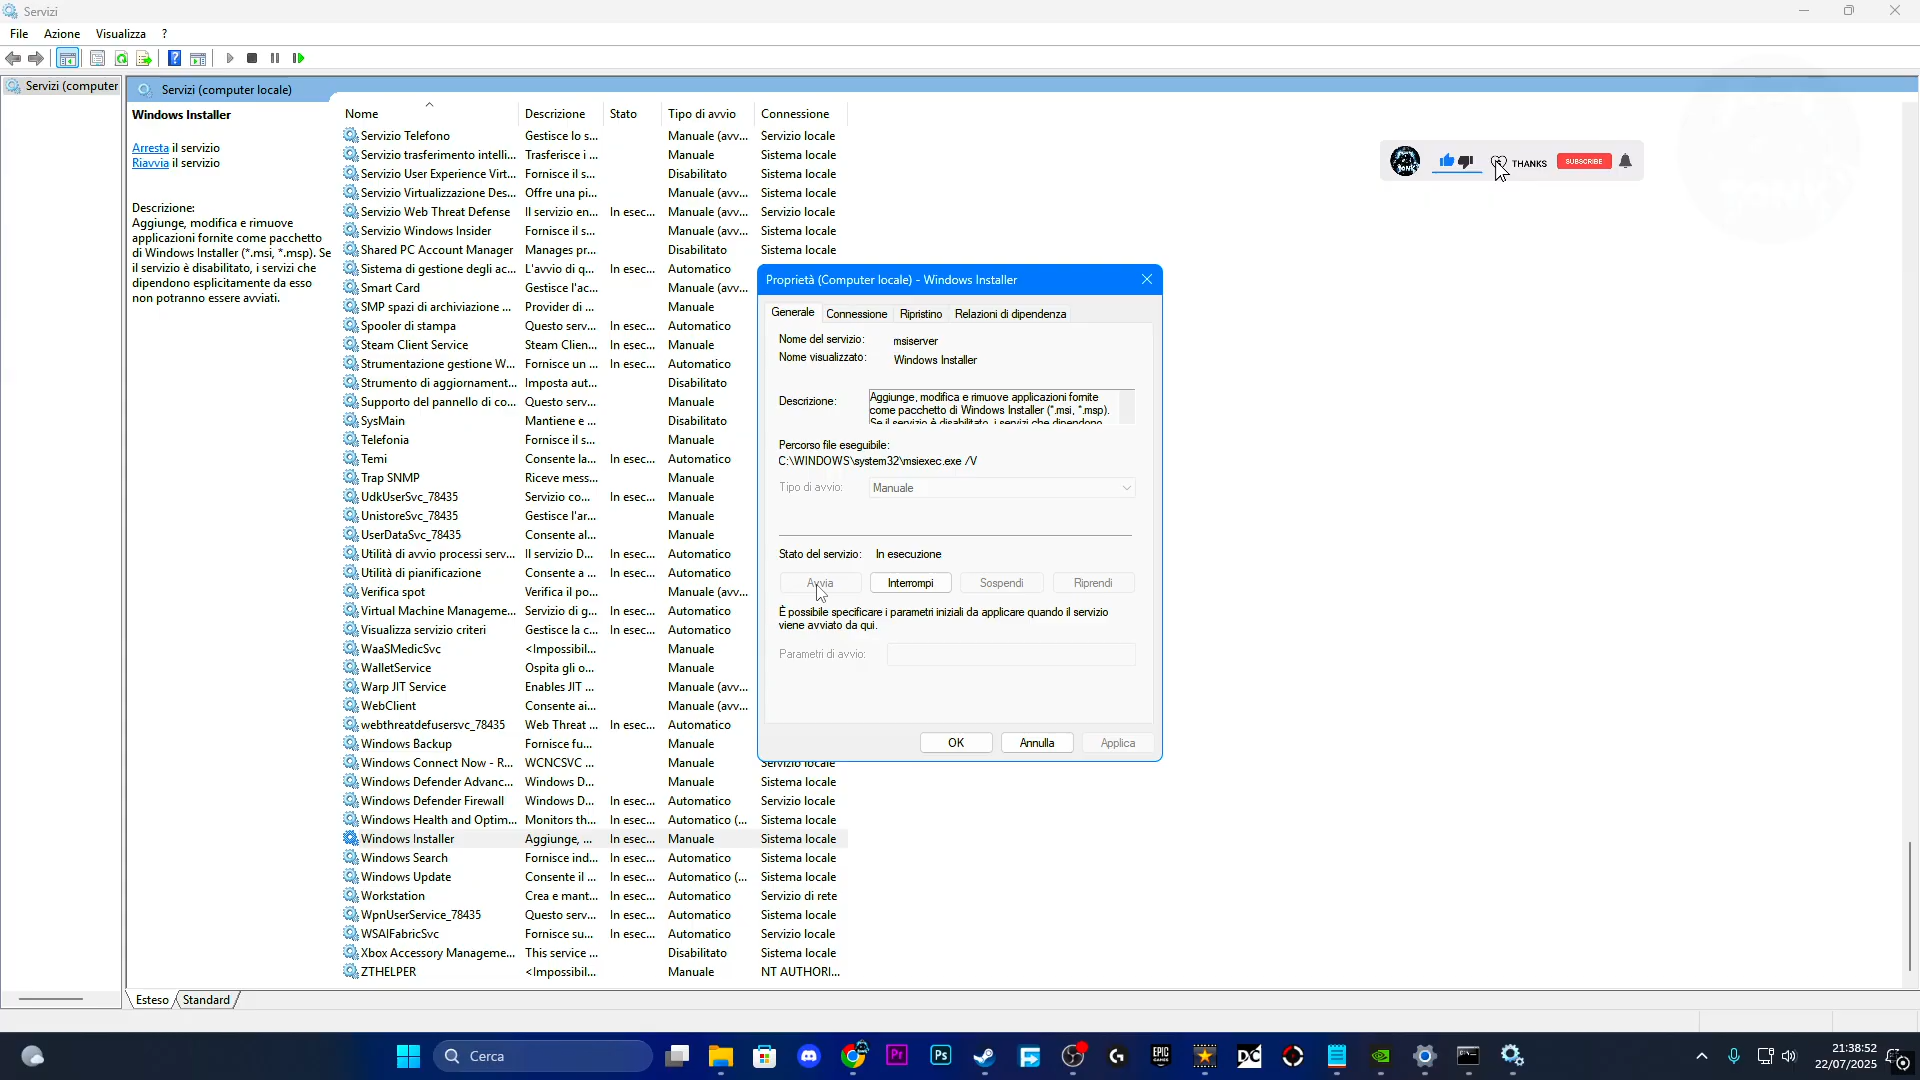 Servizi
File Azione Visualizza ?
Servizi (computer
Servizi (computer locale)
Windows Installer
Arresta il servizio
Riavvia il servizio
Descrizione:
Aggiunge, modifica e rimuove
applicazioni fornite come pacchetto
di Windows Installer (*.msi, *.msp). Se
il servizio è disabilitato, i servizi che
dipendono esplicitamente da esso
non potranno essere avviati.
Nome Descrizione Stato Tipo di avvio Connessione
Servizio Telefono Gestisce lo s... Manuale (avv... Servizio locale
Servizio trasferimento intelli... Trasferisce i ... Manuale Sistema locale
Servizio User Experience Virt... Fornisce il s... Disabilitato Sistema locale
Servizio Virtualizzazione Des... Offre una pi... Manuale (avv... Sistema locale
Servizio Web Threat Defense Il servizio en... In esec... Manuale (avv... Servizio locale
Servizio Windows Insider Fornisce il s... Manuale (avv... Sistema locale
Shared PC Account Manager Manages pr... Disabilitato Sistema locale
Sistema di gestione degli ac... L'avvio di q... In esec... Automatico
Smart Card Gestisce l'ac... Manuale (avv...
SMP spazi di archiviazione ... Provider di ... Manuale
Spooler di stampa Questo serv... In esec... Automatico
Steam Client Service Steam Clien... In esec... Manuale
Strumentazione gestione W... Fornisce un ... In esec... Automatico
Strumento di aggiornament... Imposta aut... Disabilitato
Supporto del pannello di co... Questo serv... Manuale
SysMain Mantiene e ... Disabilitato
Telefonia Fornisce il s... Manuale
Temi Consente la... In esec... Automatico
Trap SNMP Riceve mess... Manuale
UdkUserSvc_78435 Servizio co... In esec... Manuale
UnistoreSvc_78435 Gestisce l'ar... Manuale
UserDataSvc_78435 Consente al... Manuale
Utilità di avvio processi serv... Il servizio D... In esec... Automatico
Utilità di pianificazione Consente a ... In esec... Automatico
Verifica spot Verifica il po... Manuale (avv...
Virtual Machine Manageme... Servizio di g... In esec... Automatico
Visualizza servizio criteri Gestisce la c... In esec... Automatico
WaaSMedicSvc <Impossibil... Manuale
WalletService Ospita gli o... Manuale
Warp JIT Service Enables JIT ... Manuale (avv...
WebClient Consente ai... Manuale (avv...
webthreatdefusersvc_78435 Web Threat ... In esec... Automatico
Windows Backup Fornisce fu... Manuale
Windows Connect Now - R... WCNCSVC ... Manuale Servizio locale
Windows Defender Advanc... Windows D... Manuale Sistema locale
Windows Defender Firewall Windows D... In esec... Automatico Servizio locale
Windows Health and Optim... Monitors th... In esec... Automatico (... Sistema locale
Windows Installer Aggiunge, ... In esec... Manuale Sistema locale
Windows Search Fornisce ind... In esec... Automatico Sistema locale
Windows Update Consente il ... In esec... Automatico (... Sistema locale
Workstation Crea e mant... In esec... Automatico Servizio di rete
WpnUserService_78435 Questo serv... In esec... Automatico Sistema locale
WSAIFabricSvc Fornisce su... In esec... Automatico Servizio locale
Xbox Accessory Manageme... This service ... Disabilitato Sistema locale
ZTHELPER <Impossibil... Manuale NT AUTHORI...
THANKS SUBSCRIBE
Proprietà (Computer locale) - Windows Installer
Generale Connessione Ripristino Relazioni di dipendenza
Nome del servizio: msiserver
Nome visualizzato: Windows Installer
Descrizione: Aggiunge, modifica e rimuove applicazioni fornite
come pacchetto di Windows Installer (*.msi, *.msp).
Se il servizio è disabilitato, i servizi che dipendono
Percorso file eseguibile:
C:\WINDOWS\system32\msiexec.exe /V
Tipo di avvio: Manuale
Stato del servizio: In esecuzione
Avvia Interrompi Sospendi Riprendi
È possibile specificare i parametri iniziali da applicare quando il servizio
viene avviato da qui.
Parametri di avvio:
OK Annulla Applica
Esteso Standard
Cerca
Pr
Ps
EPIC
GAMES
DC
21:38:52
22/07/2025